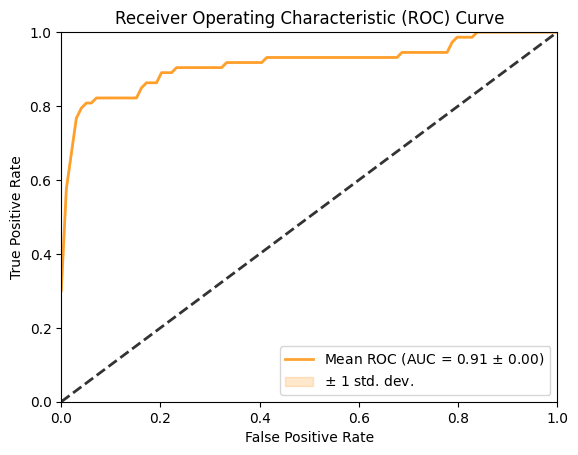 Receiver Operating Characteristic (ROC) Curve
1.0
0.8
0.6
0.4
0.2
0.0
True Positive Rate
Mean ROC (AUC = 0.91 ± 0.00)
± 1 std. dev.
0.0 0.2 0.4 0.6 0.8 1.0
False Positive Rate